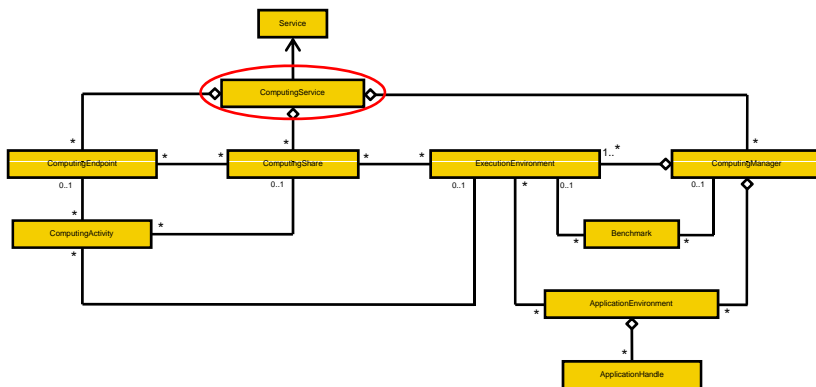 Service
ComputingService
* * *
ComputingEndpoint * * ComputingShare * * ExecutionEnvironment 1..* ComputingManager
0..1 0..1 0..1 * 0..1 0..1
*
ComputingActivity * Benchmark
* * *
ApplicationEnvironment
* *
*
ApplicationHandle